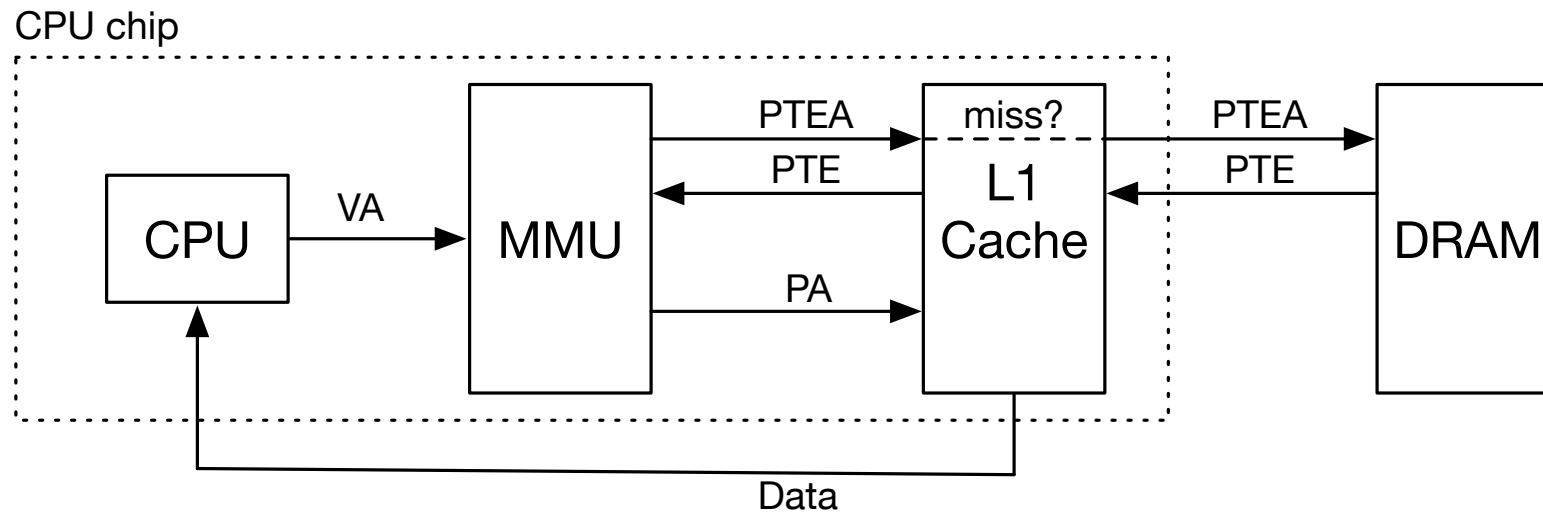 CPU chip
PTEA
miss?
PTEA
PTE
PTE
L1
Cache
VA
CPU
MMU
DRAM
PA
Data